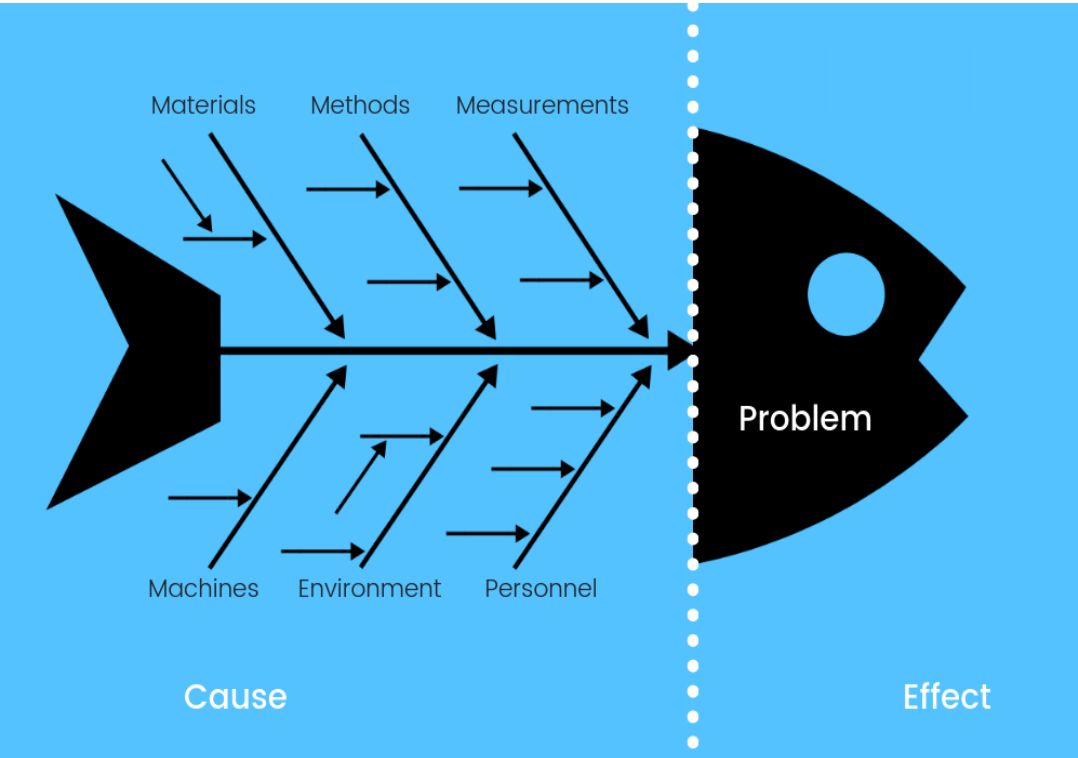 Materials
Methods
Measurements
Problem
Machines
Environment
Personnel
Cause
Effect